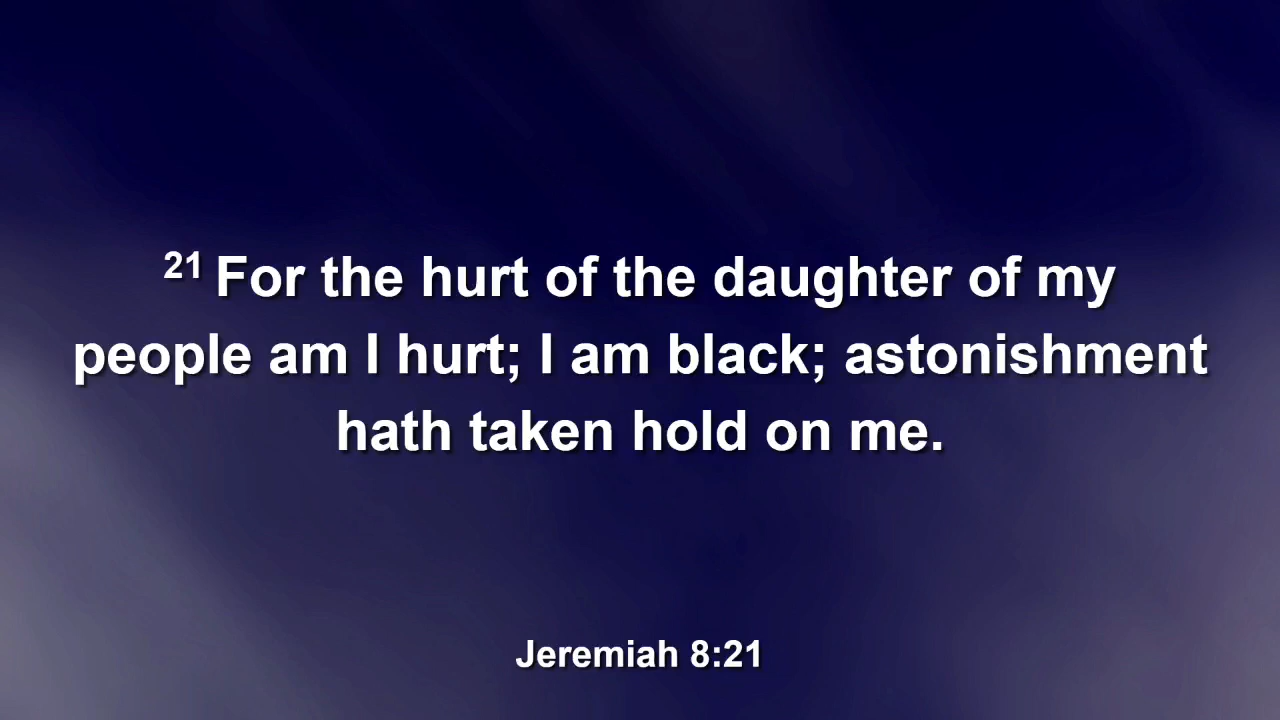 21 For the hurt of the daughter of my
people am I hurt; I am black; astonishment
hath taken hold on me.
Jeremiah 8:21